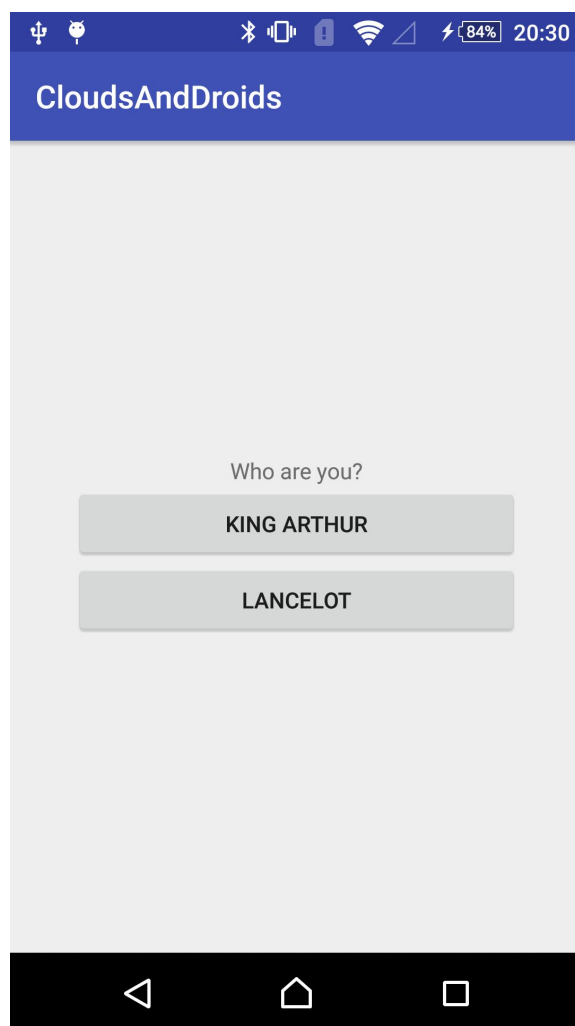 84% 20:30
CloudsAndDroids
Who are you?
KING ARTHUR
LANCELOT